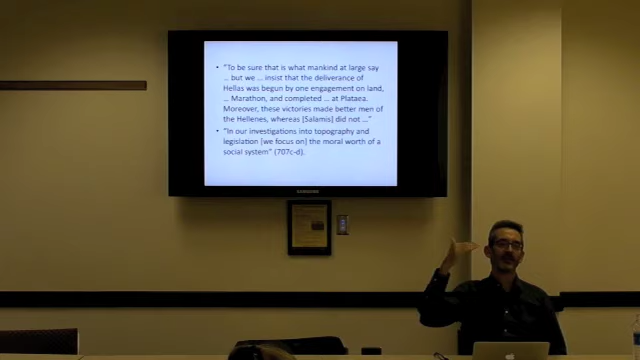 • "To be sure that is what mankind at large say
… but we … insist that the deliverance of
Hellas was begun by one engagement on land,
… Marathon, and completed … at Plataea.
Moreover, these victories made better men of
the Hellenes, whereas [Salamis] did not …"
• "In our investigations into topography and
legislation [we focus on] the moral worth of a
social system" (707c-d).
SAMSUNG